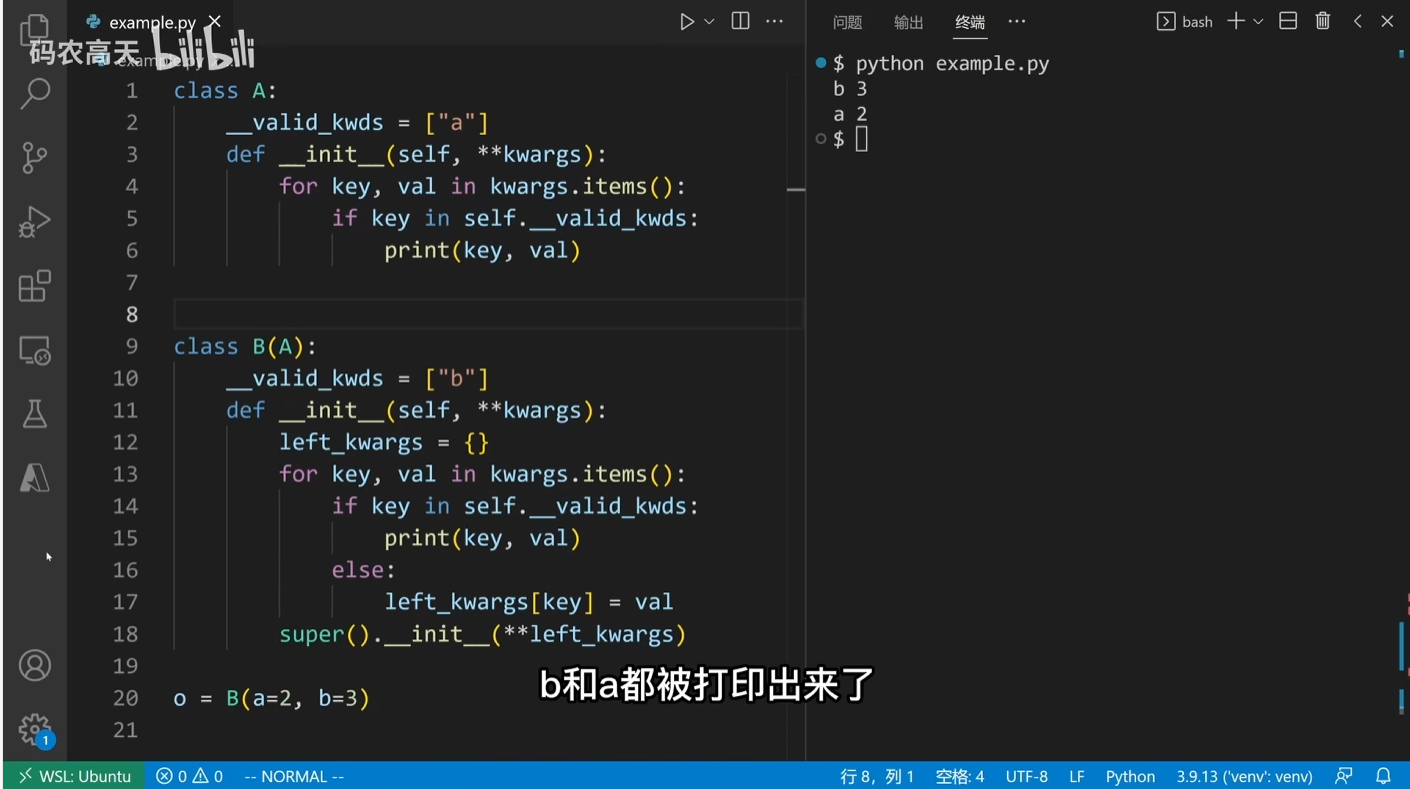 example.py
码农高天 bilibili
example.py
问题 输出 终端 bash
1 class A:
2     __valid_kwds = ["a"]
3     def __init__(self, **kwargs):
4         for key, val in kwargs.items():
5             if key in self.__valid_kwds:
6                 print(key, val)
7
8
9 class B(A):
10     __valid_kwds = ["b"]
11     def __init__(self, **kwargs):
12         left_kwargs = {}
13         for key, val in kwargs.items():
14             if key in self.__valid_kwds:
15                 print(key, val)
16             else:
17                 left_kwargs[key] = val
18         super().__init__(**left_kwargs)
19
20 o = B(a=2, b=3)
21
$ python example.py
b 3
a 2
$
b和a都被打印出来了
1
WSL: Ubuntu 0 0 -- NORMAL -- 行 8，列 1 空格: 4 UTF-8 LF Python 3.9.13 ('venv': venv)